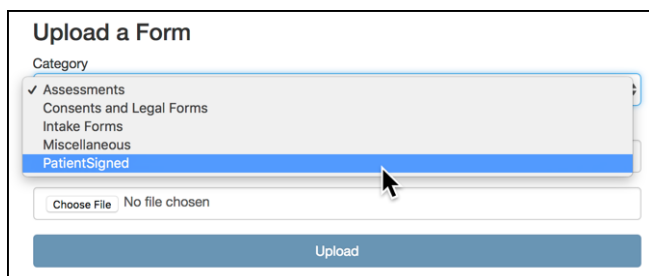 Upload a Form
Category
✓ Assessments
Consents and Legal Forms
Intake Forms
Miscellaneous
PatientSigned
Choose File No file chosen
Upload